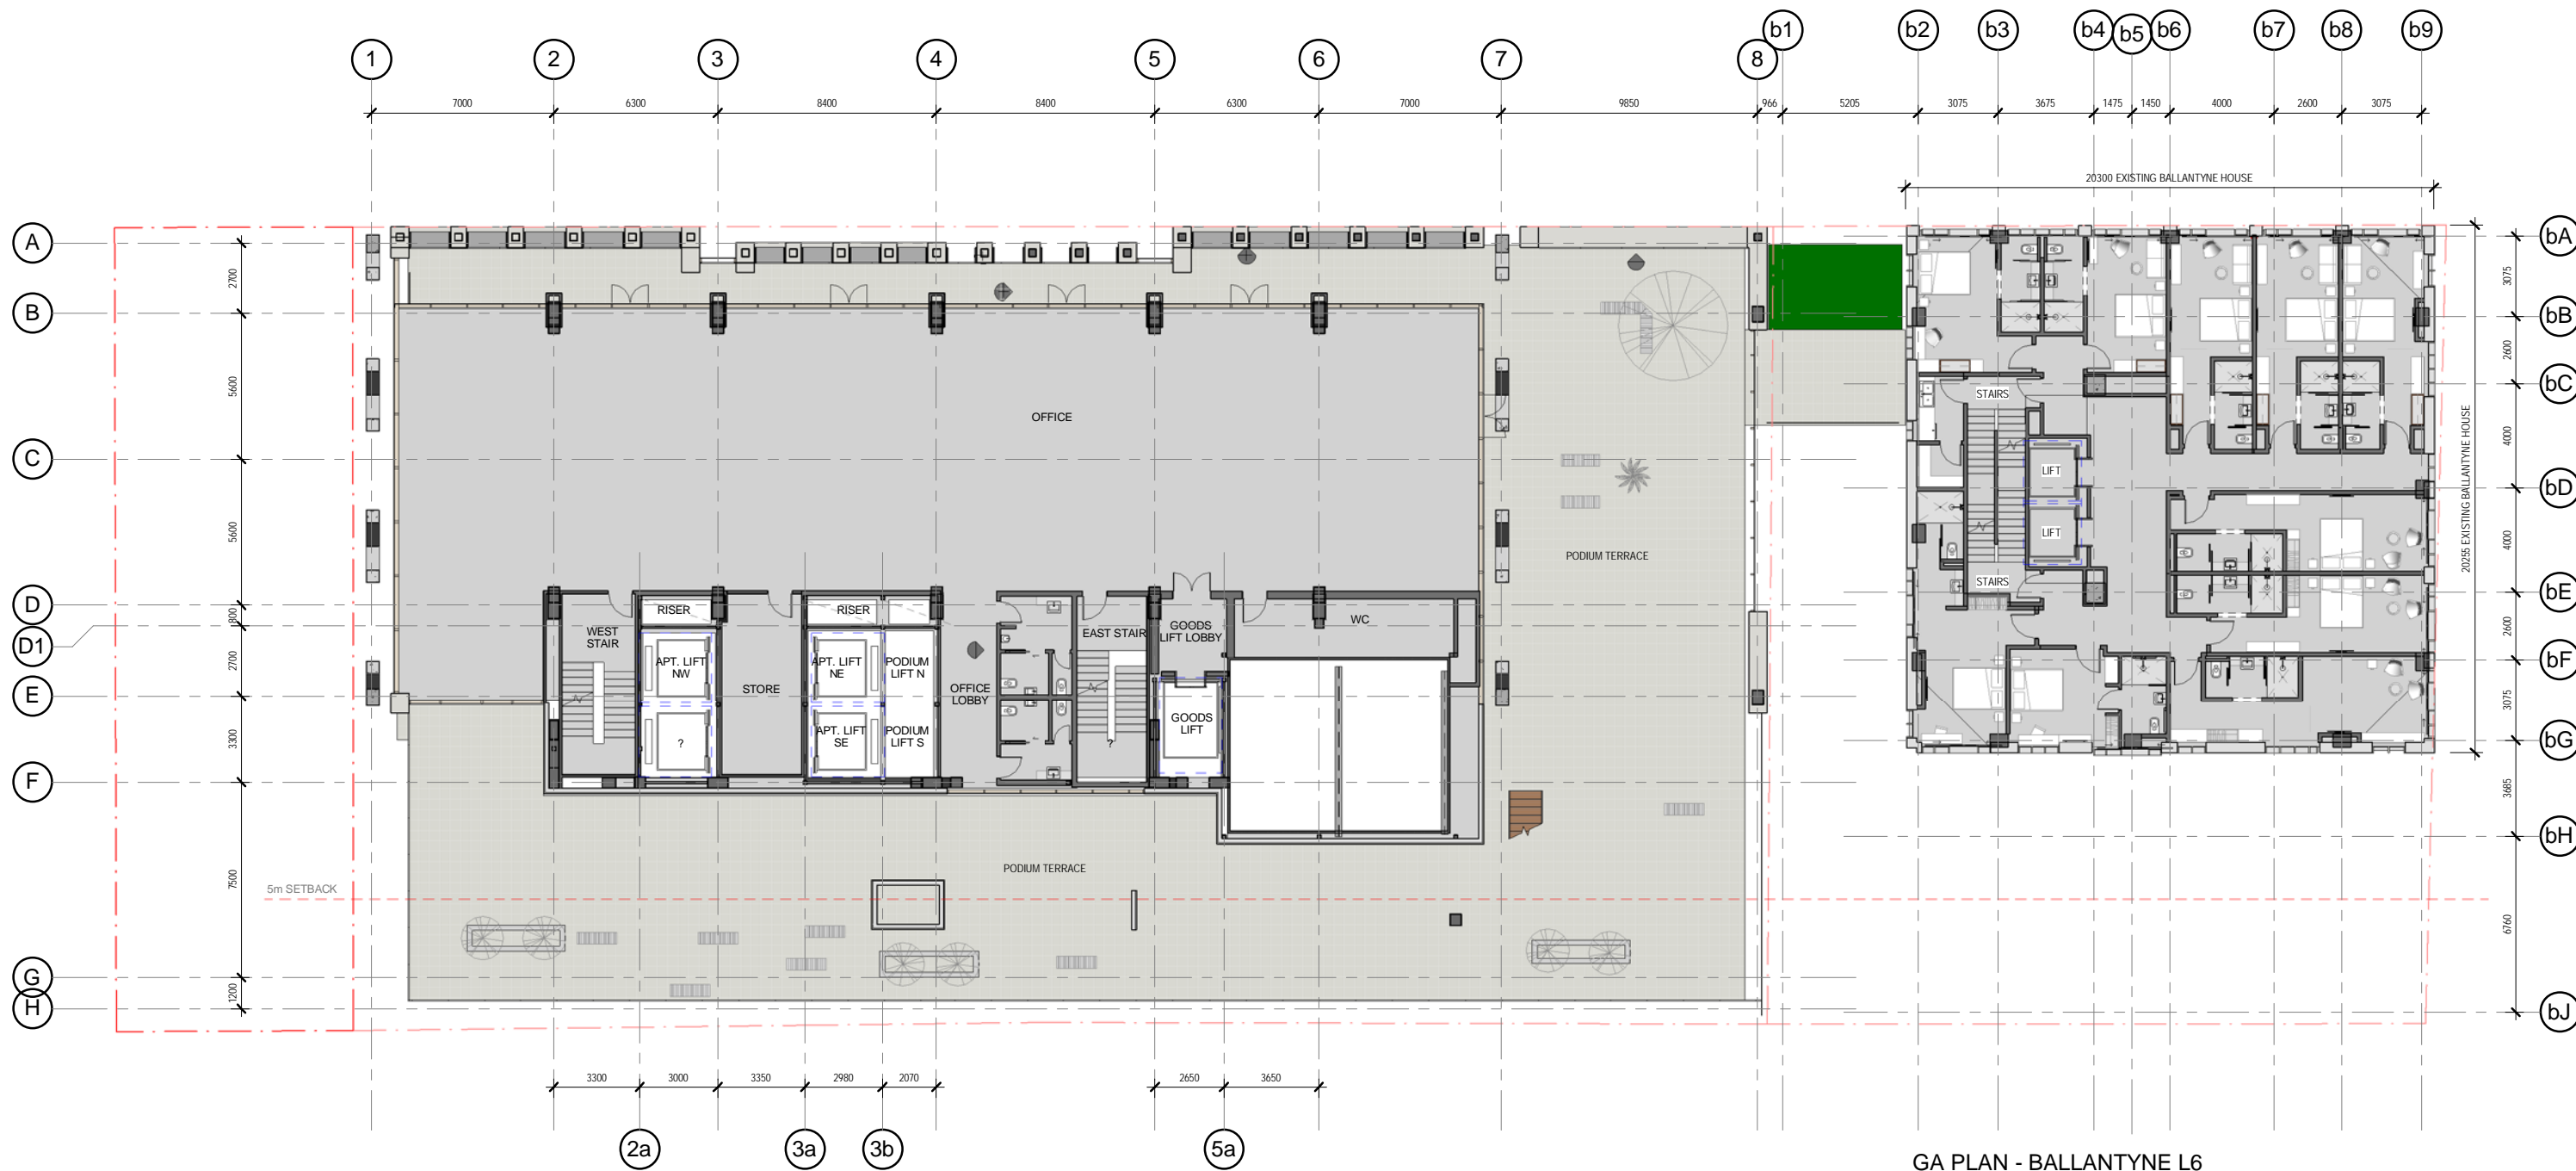 b1 b2 b3 b4 b5 b6 b7 b8 b9
1 2 3 4 5 6 7 8
7000 6300 8400 8400 6300 7000 9850 966 5205 3075 3675 1475 1450 4000 2600 3075
20300 EXISTING BALLANTYNE HOUSE
A
B
C
D
D1
E
F
G
H
2700
5600
5600
800
2700
3300
7500
1200
bA
bB
bC
bD
bE
bF
bG
bH
bJ
3075
2600
4000
4000
2600
3075
3685
6760
20255 EXISTING BALLANTYNE HOUSE
OFFICE
STAIRS
LIFT
LIFT
STAIRS
PODIUM TERRACE
RISER
RISER
WEST
STAIR
APT. LIFT
NW
?
STORE
APT. LIFT
NE
APT. LIFT
SE
PODIUM
LIFT N
PODIUM
LIFT S
OFFICE
LOBBY
EAST STAIR
?
GOODS
LIFT LOBBY
GOODS
LIFT
WC
PODIUM TERRACE
5m SETBACK
3300 3000 3350 2980 2070 2650 3650
2a 3a 3b 5a
GA PLAN - BALLANTYNE L6